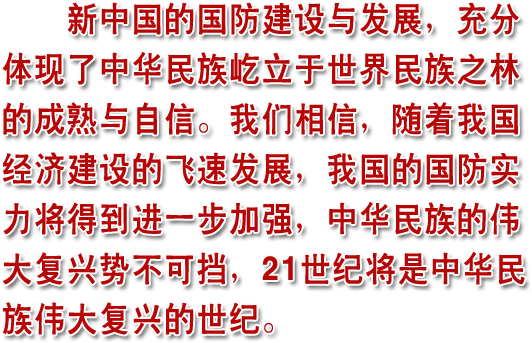 新中国的国防建设与发展，充分
体现了中华民族屹立于世界民族之林
的成熟与自信。我们相信，随着我国
经济建设的飞速发展，我国的国防实
力将得到进一步加强，中华民族的伟
大复兴势不可挡，21世纪将是中华民
族伟大复兴的世纪。